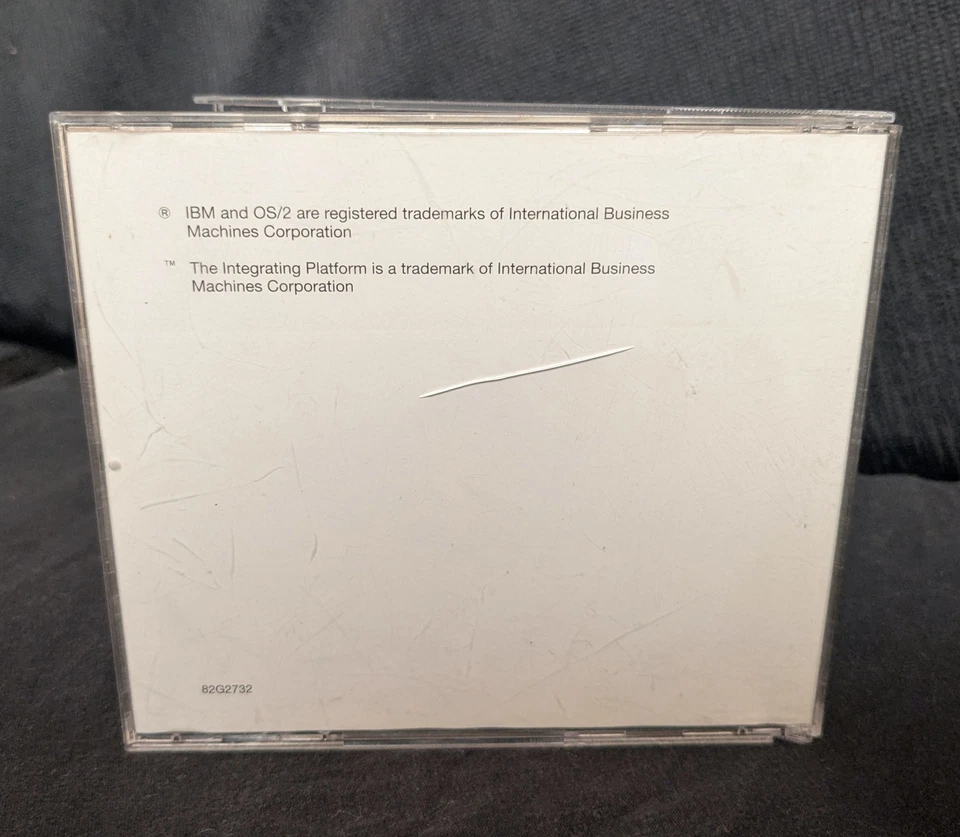 ® IBM and OS/2 are registered trademarks of International Business
Machines Corporation
™ The Integrating Platform is a trademark of International Business
Machines Corporation
82G2732